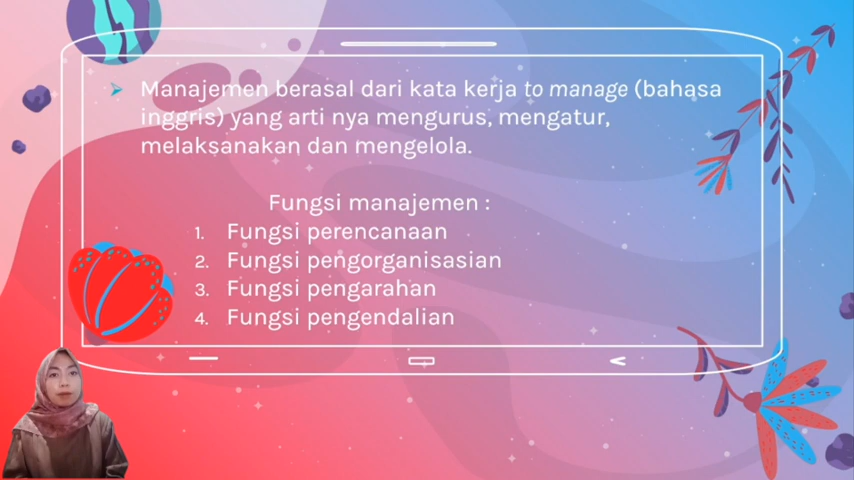 Manajemen berasal dari kata kerja to manage (bahasa
inggris) yang arti nya mengurus, mengatur,
melaksanakan dan mengelola.
Fungsi manajemen :
1. Fungsi perencanaan
2. Fungsi pengorganisasian
3. Fungsi pengarahan
4. Fungsi pengendalian